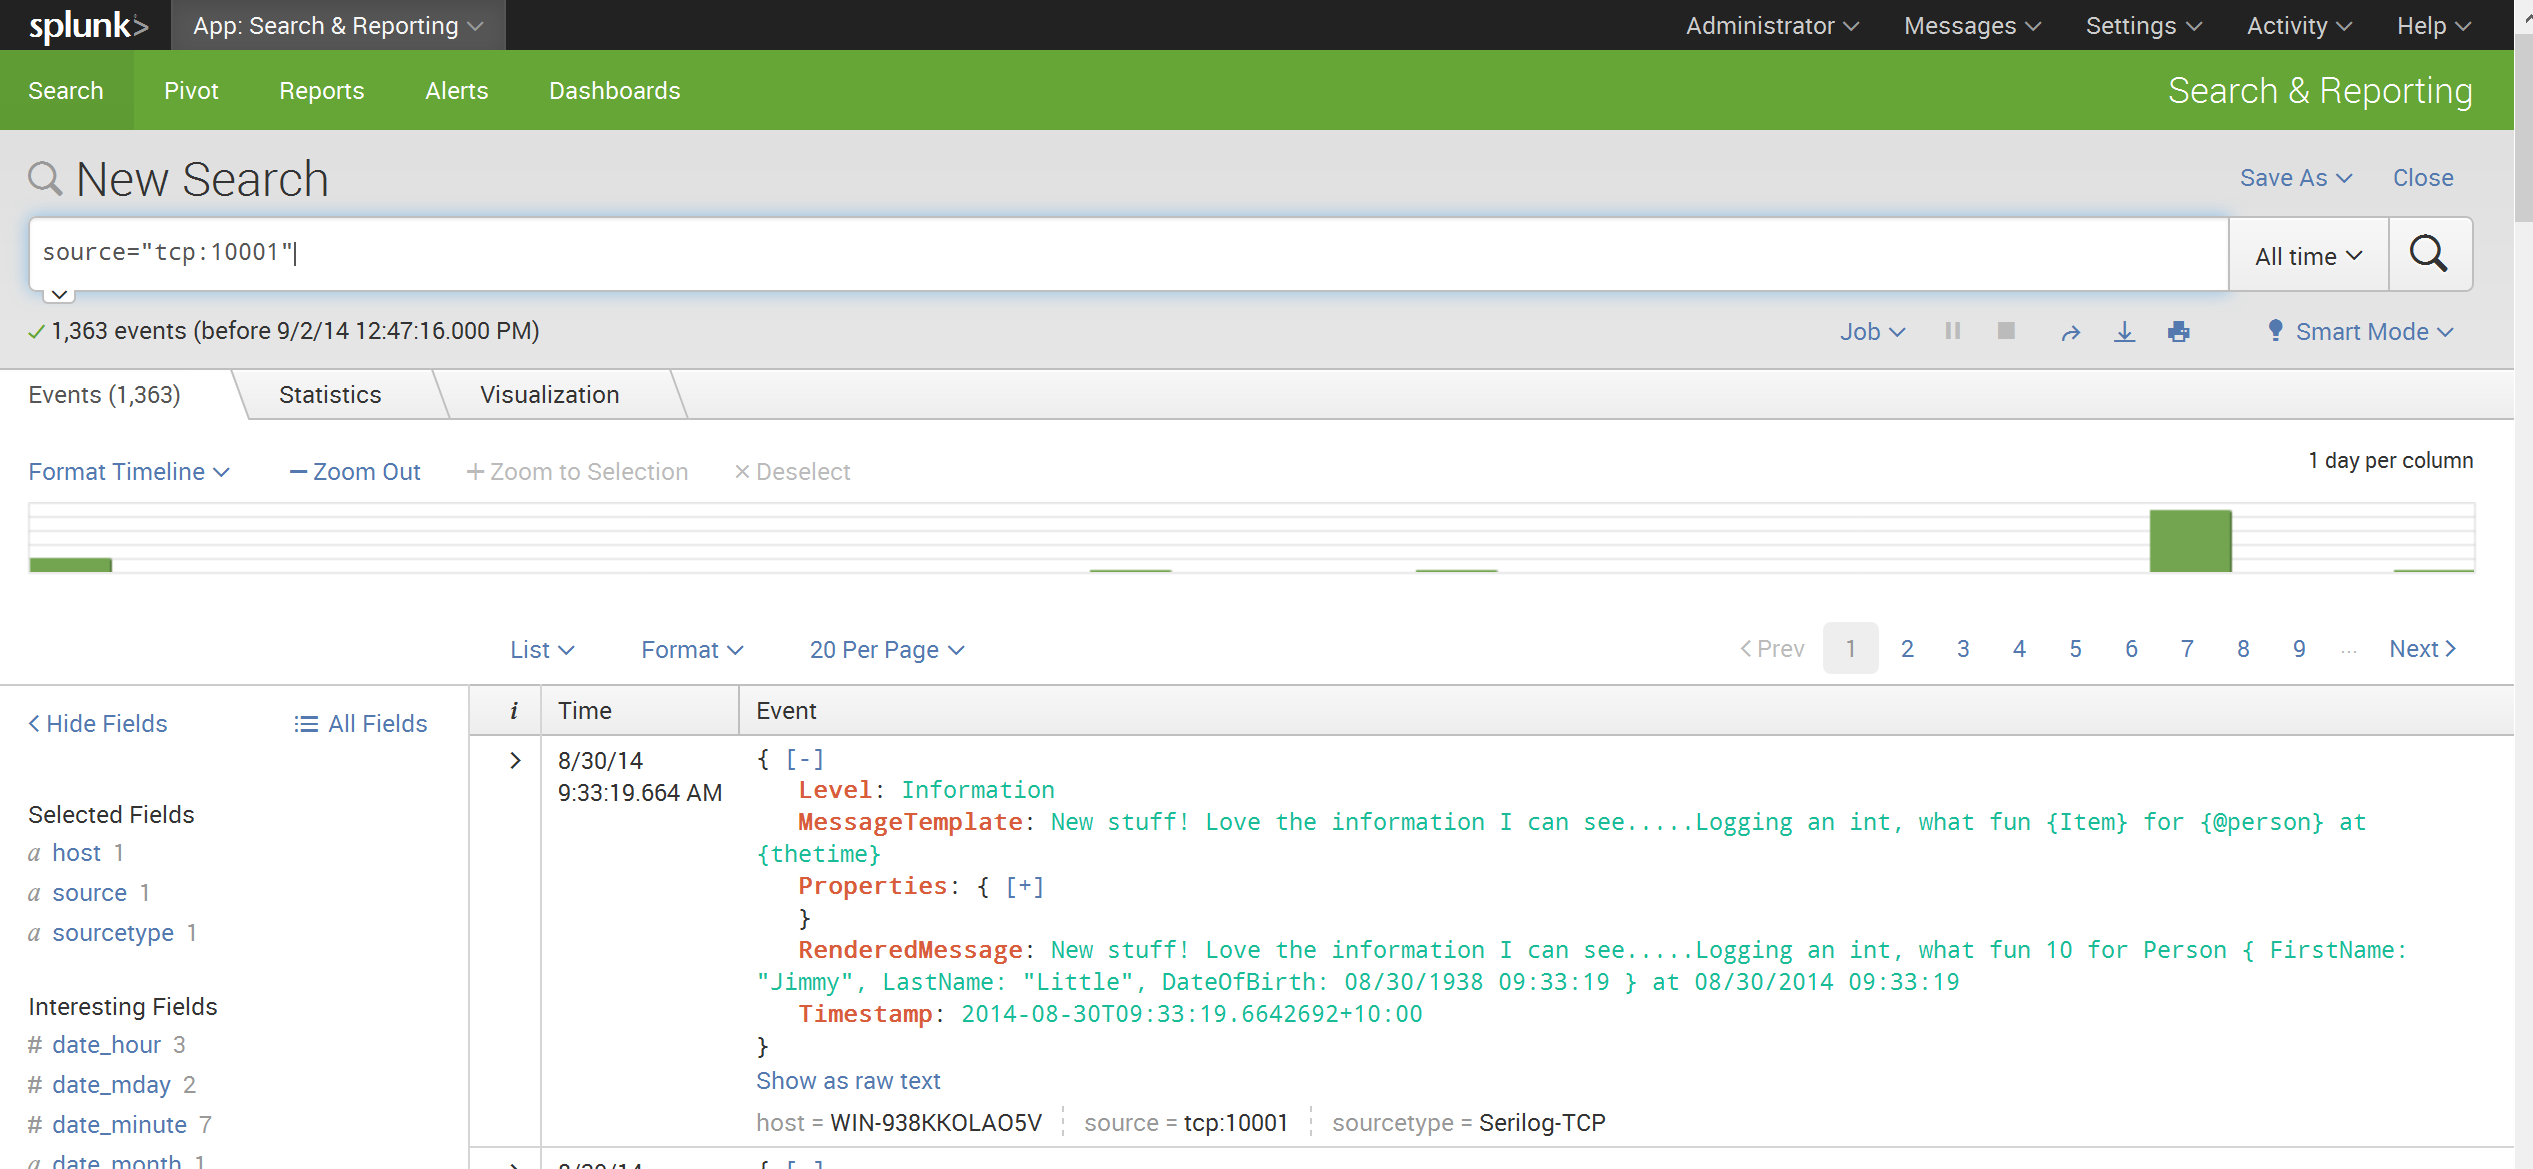 splunk> App: Search & Reporting Administrator Messages Settings Activity Help
Search Pivot Reports Alerts Dashboards Search & Reporting
New Search Save As Close
source="tcp:10001" All time
1,363 events (before 9/2/14 12:47:16.000 PM) Job Smart Mode
Events (1,363) Statistics Visualization
Format Timeline — Zoom Out + Zoom to Selection × Deselect 1 day per column
List Format 20 Per Page < Prev 1 2 3 4 5 6 7 8 9 ... Next >
< Hide Fields All Fields i Time Event
Selected Fields
a host 1
a source 1
a sourcetype 1
Interesting Fields
# date_hour 3
# date_mday 2
# date_minute 7
a date_month 1
> 8/30/14
9:33:19.664 AM
{ [-]
Level: Information
MessageTemplate: New stuff! Love the information I can see.....Logging an int, what fun {Item} for {@person} at
{thetime}
Properties: { [+]
}
RenderedMessage: New stuff! Love the information I can see.....Logging an int, what fun 10 for Person { FirstName:
"Jimmy", LastName: "Little", DateOfBirth: 08/30/1938 09:33:19 } at 08/30/2014 09:33:19
Timestamp: 2014-08-30T09:33:19.6642692+10:00
}
Show as raw text
host = WIN-938KKOLAO5V source = tcp:10001 sourcetype = Serilog-TCP
> 8/30/14 { [-]